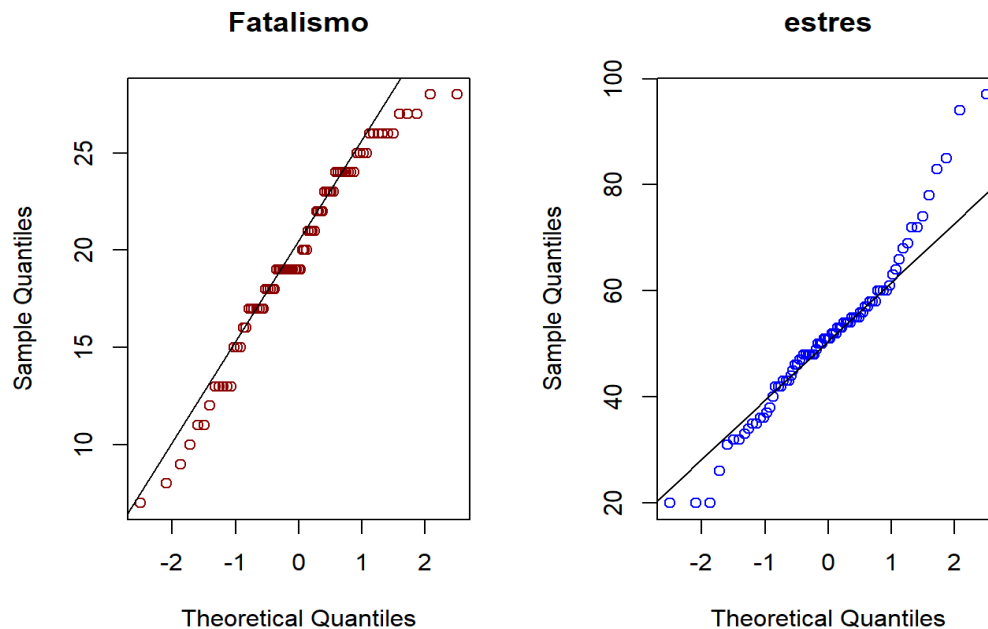 Fatalismo
Sample Quantiles
25
20
15
10
-2 -1 0 1 2
Theoretical Quantiles
estres
Sample Quantiles
100
80
60
40
20
-2 -1 0 1 2
Theoretical Quantiles